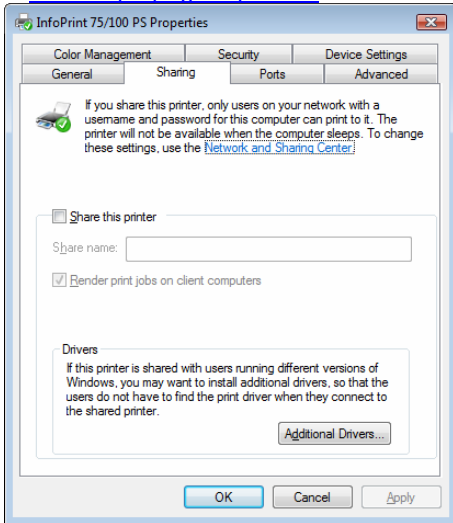 InfoPrint 75/100 PS Properties
Color Management Security Device Settings
General Sharing Ports Advanced
If you share this printer, only users on your network with a
username and password for this computer can print to it. The
printer will not be available when the computer sleeps. To change
these settings, use the Network and Sharing Center.
Share this printer
Share name:
Render print jobs on client computers
Drivers
If this printer is shared with users running different versions of
Windows, you may want to install additional drivers, so that the
users do not have to find the print driver when they connect to
the shared printer.
Additional Drivers...
OK Cancel Apply